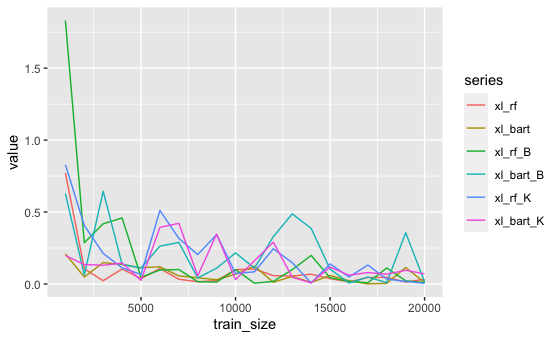 1.5
1.0
0.5
0.0
value
5000 10000 15000 20000
train_size
series
xl_rf
xl_bart
xl_rf_B
xl_bart_B
xl_rf_K
xl_bart_K